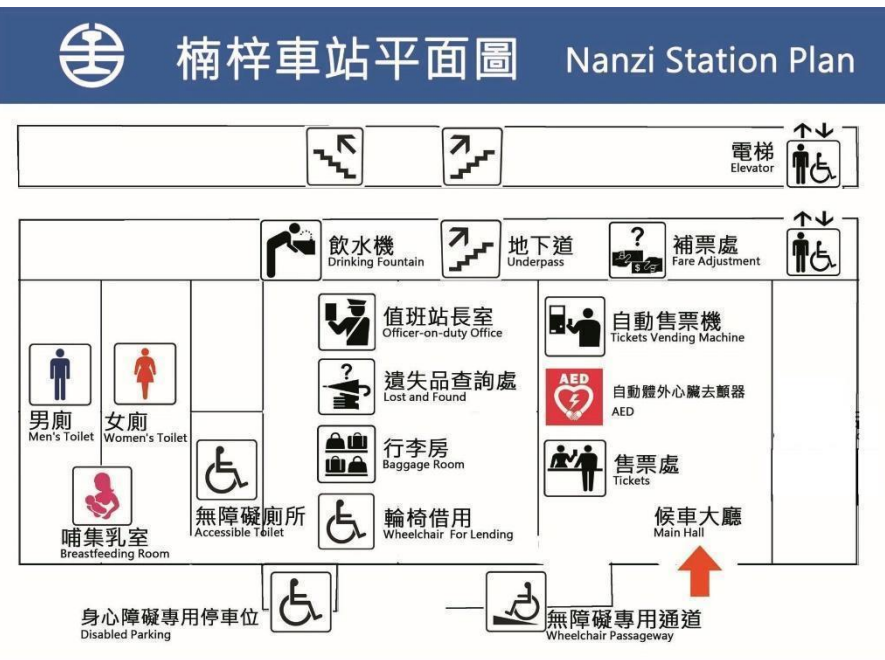 楠梓車站平面圖 Nanzi Station Plan
電梯
Elevator
飲水機
Drinking Fountain
地下道
Underpass
?
$
補票處
Fare Adjustment
值班站長室
Officer-on-duty Office
自動售票機
Tickets Vending Machine
男廁
Men's Toilet
女廁
Women's Toilet
?
遺失品查詢處
Lost and Found
AED
自動體外心臟去顫器
AED
行李房
Baggage Room
售票處
Tickets
哺集乳室
Breastfeeding Room
無障礙廁所
Accessible Toilet
輪椅借用
Wheelchair For Lending
候車大廳
Main Hall
身心障礙專用停車位
Disabled Parking
無障礙專用通道
Wheelchair Passageway